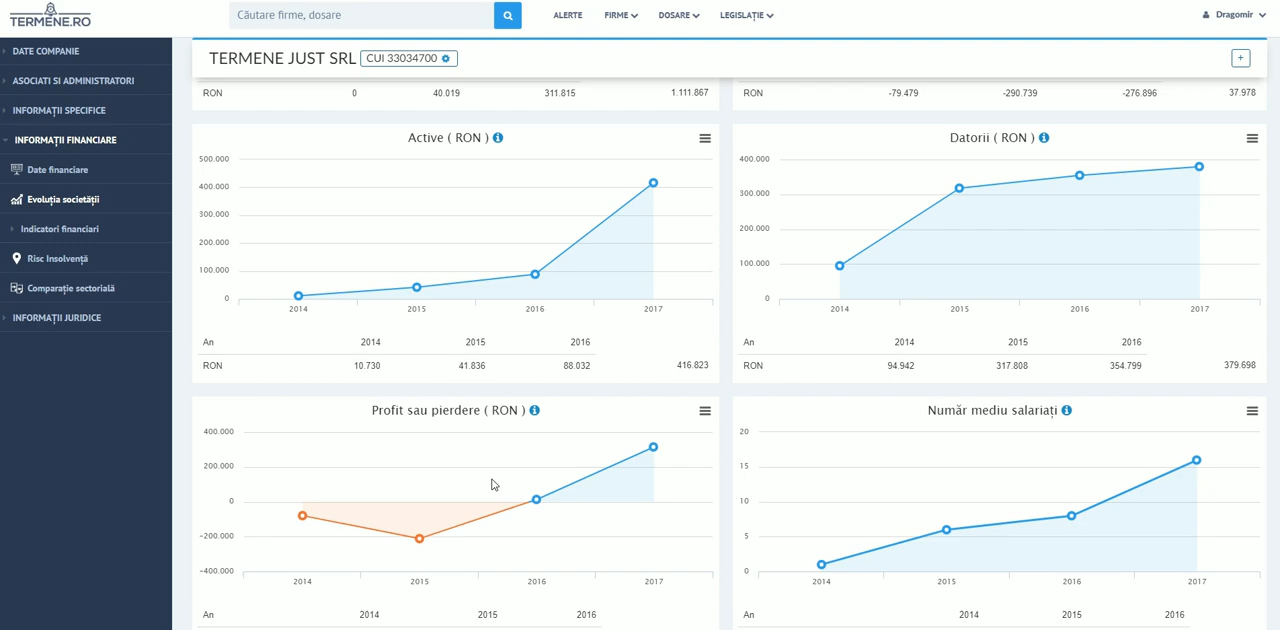 TERMENE.RO
Căutare firme, dosare
ALERTE
FIRME
DOSARE
LEGISLAȚIE
Dragomir
DATE COMPANIE
ASOCIATI SI ADMINISTRATORI
INFORMAȚII SPECIFICE
INFORMAȚII FINANCIARE
Date financiare
Evoluția societății
Indicatori financiari
Risc Insolvență
Comparație sectorială
INFORMAȚII JURIDICE
TERMENE JUST SRL CUI 33034700
+
RON 0 40.019 311.815 1.111.867
RON -79.479 -290.739 -276.896 37.978
Active ( RON )
500.000
400.000
300.000
200.000
100.000
0
2014 2015 2016 2017
An 2014 2015 2016
RON 10.730 41.836 88.032 416.823
Datorii ( RON )
400.000
300.000
200.000
100.000
0
2014 2015 2016 2017
An 2014 2015 2016
RON 94.942 317.808 354.799 379.698
Profit sau pierdere ( RON )
400.000
200.000
0
-200.000
-400.000
2014 2015 2016 2017
An 2014 2015 2016
Număr mediu salariați
20
15
10
5
0
2014 2015 2016 2017
An 2014 2015 2016